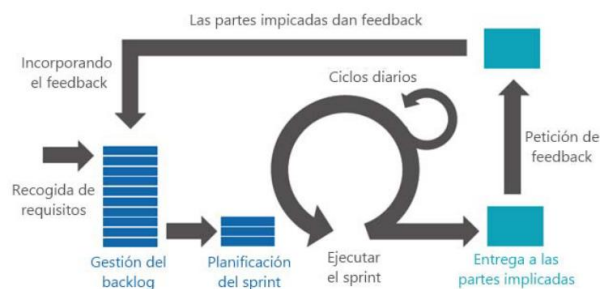 Las partes impicadas dan feedback
Incorporando
el feedback
Ciclos diarios
Petición de
feedback
Recogida de
requisitos
Gestión del
backlog
Planificación
del sprint
Ejecutar
el sprint
Entrega a las
partes implicadas